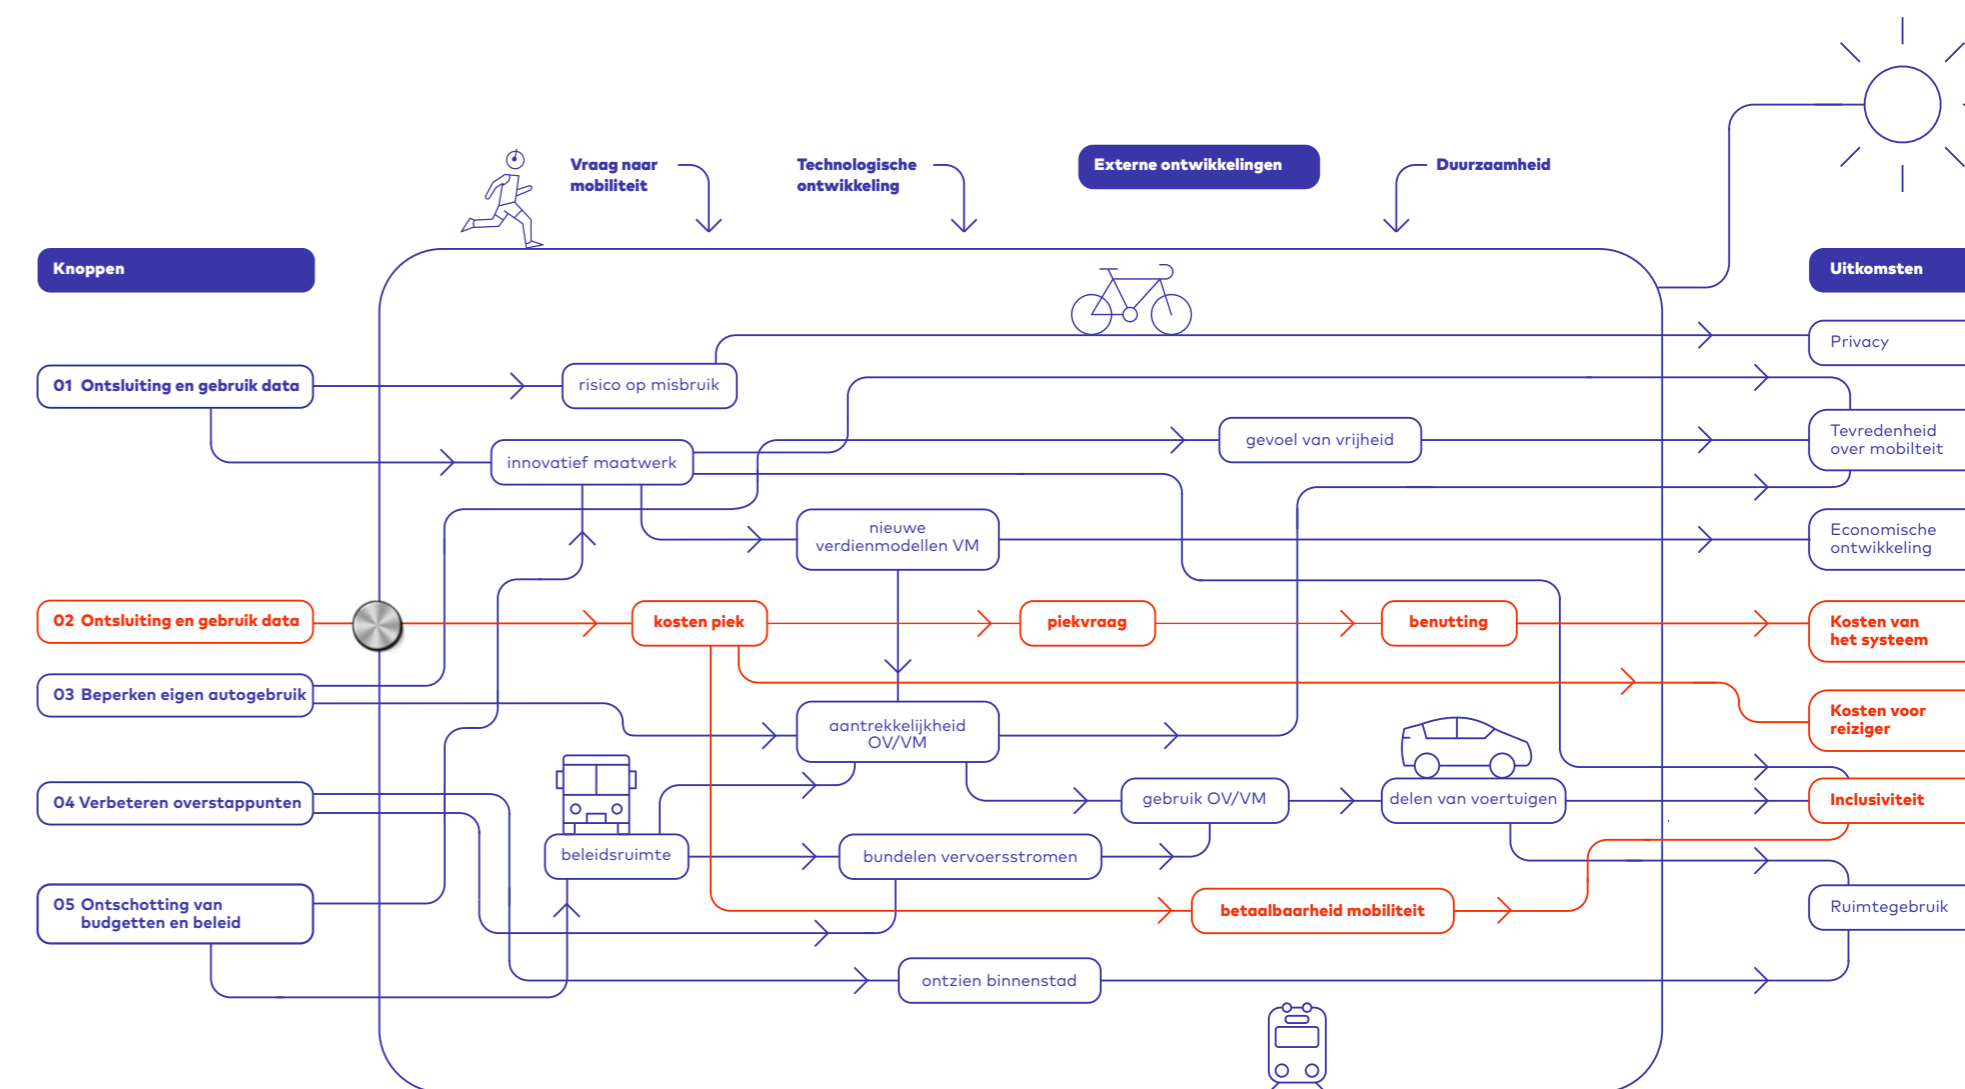 Vraag naar
mobiliteit
Technologische
ontwikkeling
Externe ontwikkelingen
Duurzaamheid
Knoppen
Uitkomsten
Privacy
01 Ontsluiting en gebruik data
risico op misbruik
innovatief maatwerk
gevoel van vrijheid
Tevredenheid
over mobilteit
nieuwe
verdienmodellen VM
Economische
ontwikkeling
02 Ontsluiting en gebruik data
kosten piek
piekvraag
benutting
Kosten van
het systeem
03 Beperken eigen autogebruik
aantrekkelijkheid
OV/VM
Kosten voor
reiziger
04 Verbeteren overstappunten
gebruik OV/VM
delen van voertuigen
Inclusiviteit
beleidsruimte
bundelen vervoersstromen
05 Ontschotting van
budgetten en beleid
betaalbaarheid mobiliteit
Ruimtegebruik
ontzien binnenstad